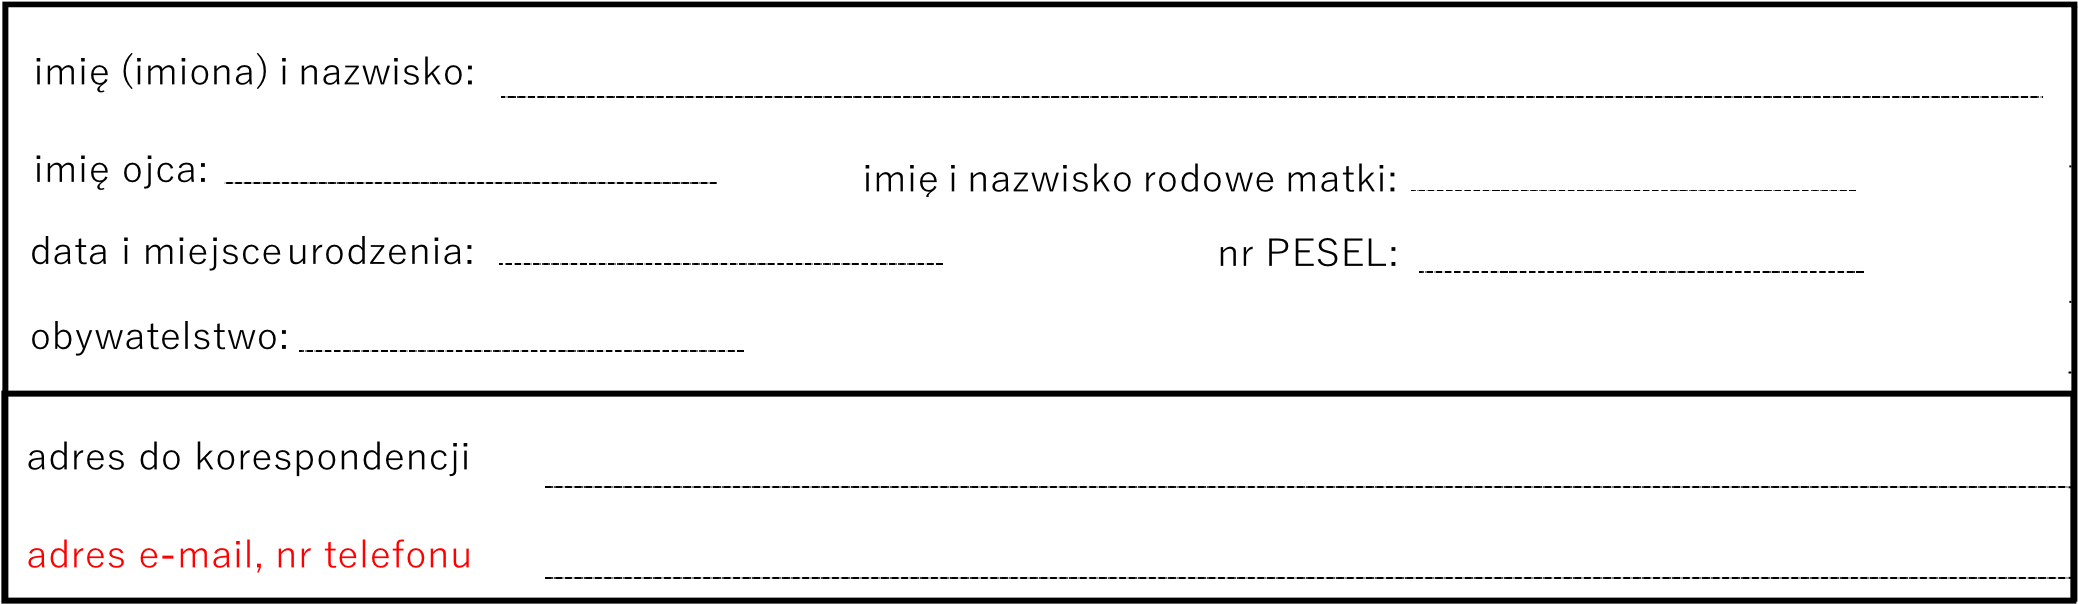 imię (imiona) i nazwisko:
imię ojca: imię i nazwisko rodowe matki:
data i miejsce urodzenia: nr PESEL:
obywatelstwo:
adres do korespondencji
adres e-mail, nr telefonu